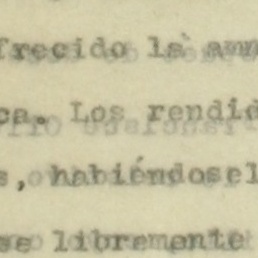 frecido la
ca. Los rendid
s, habiéndosel
se libremente